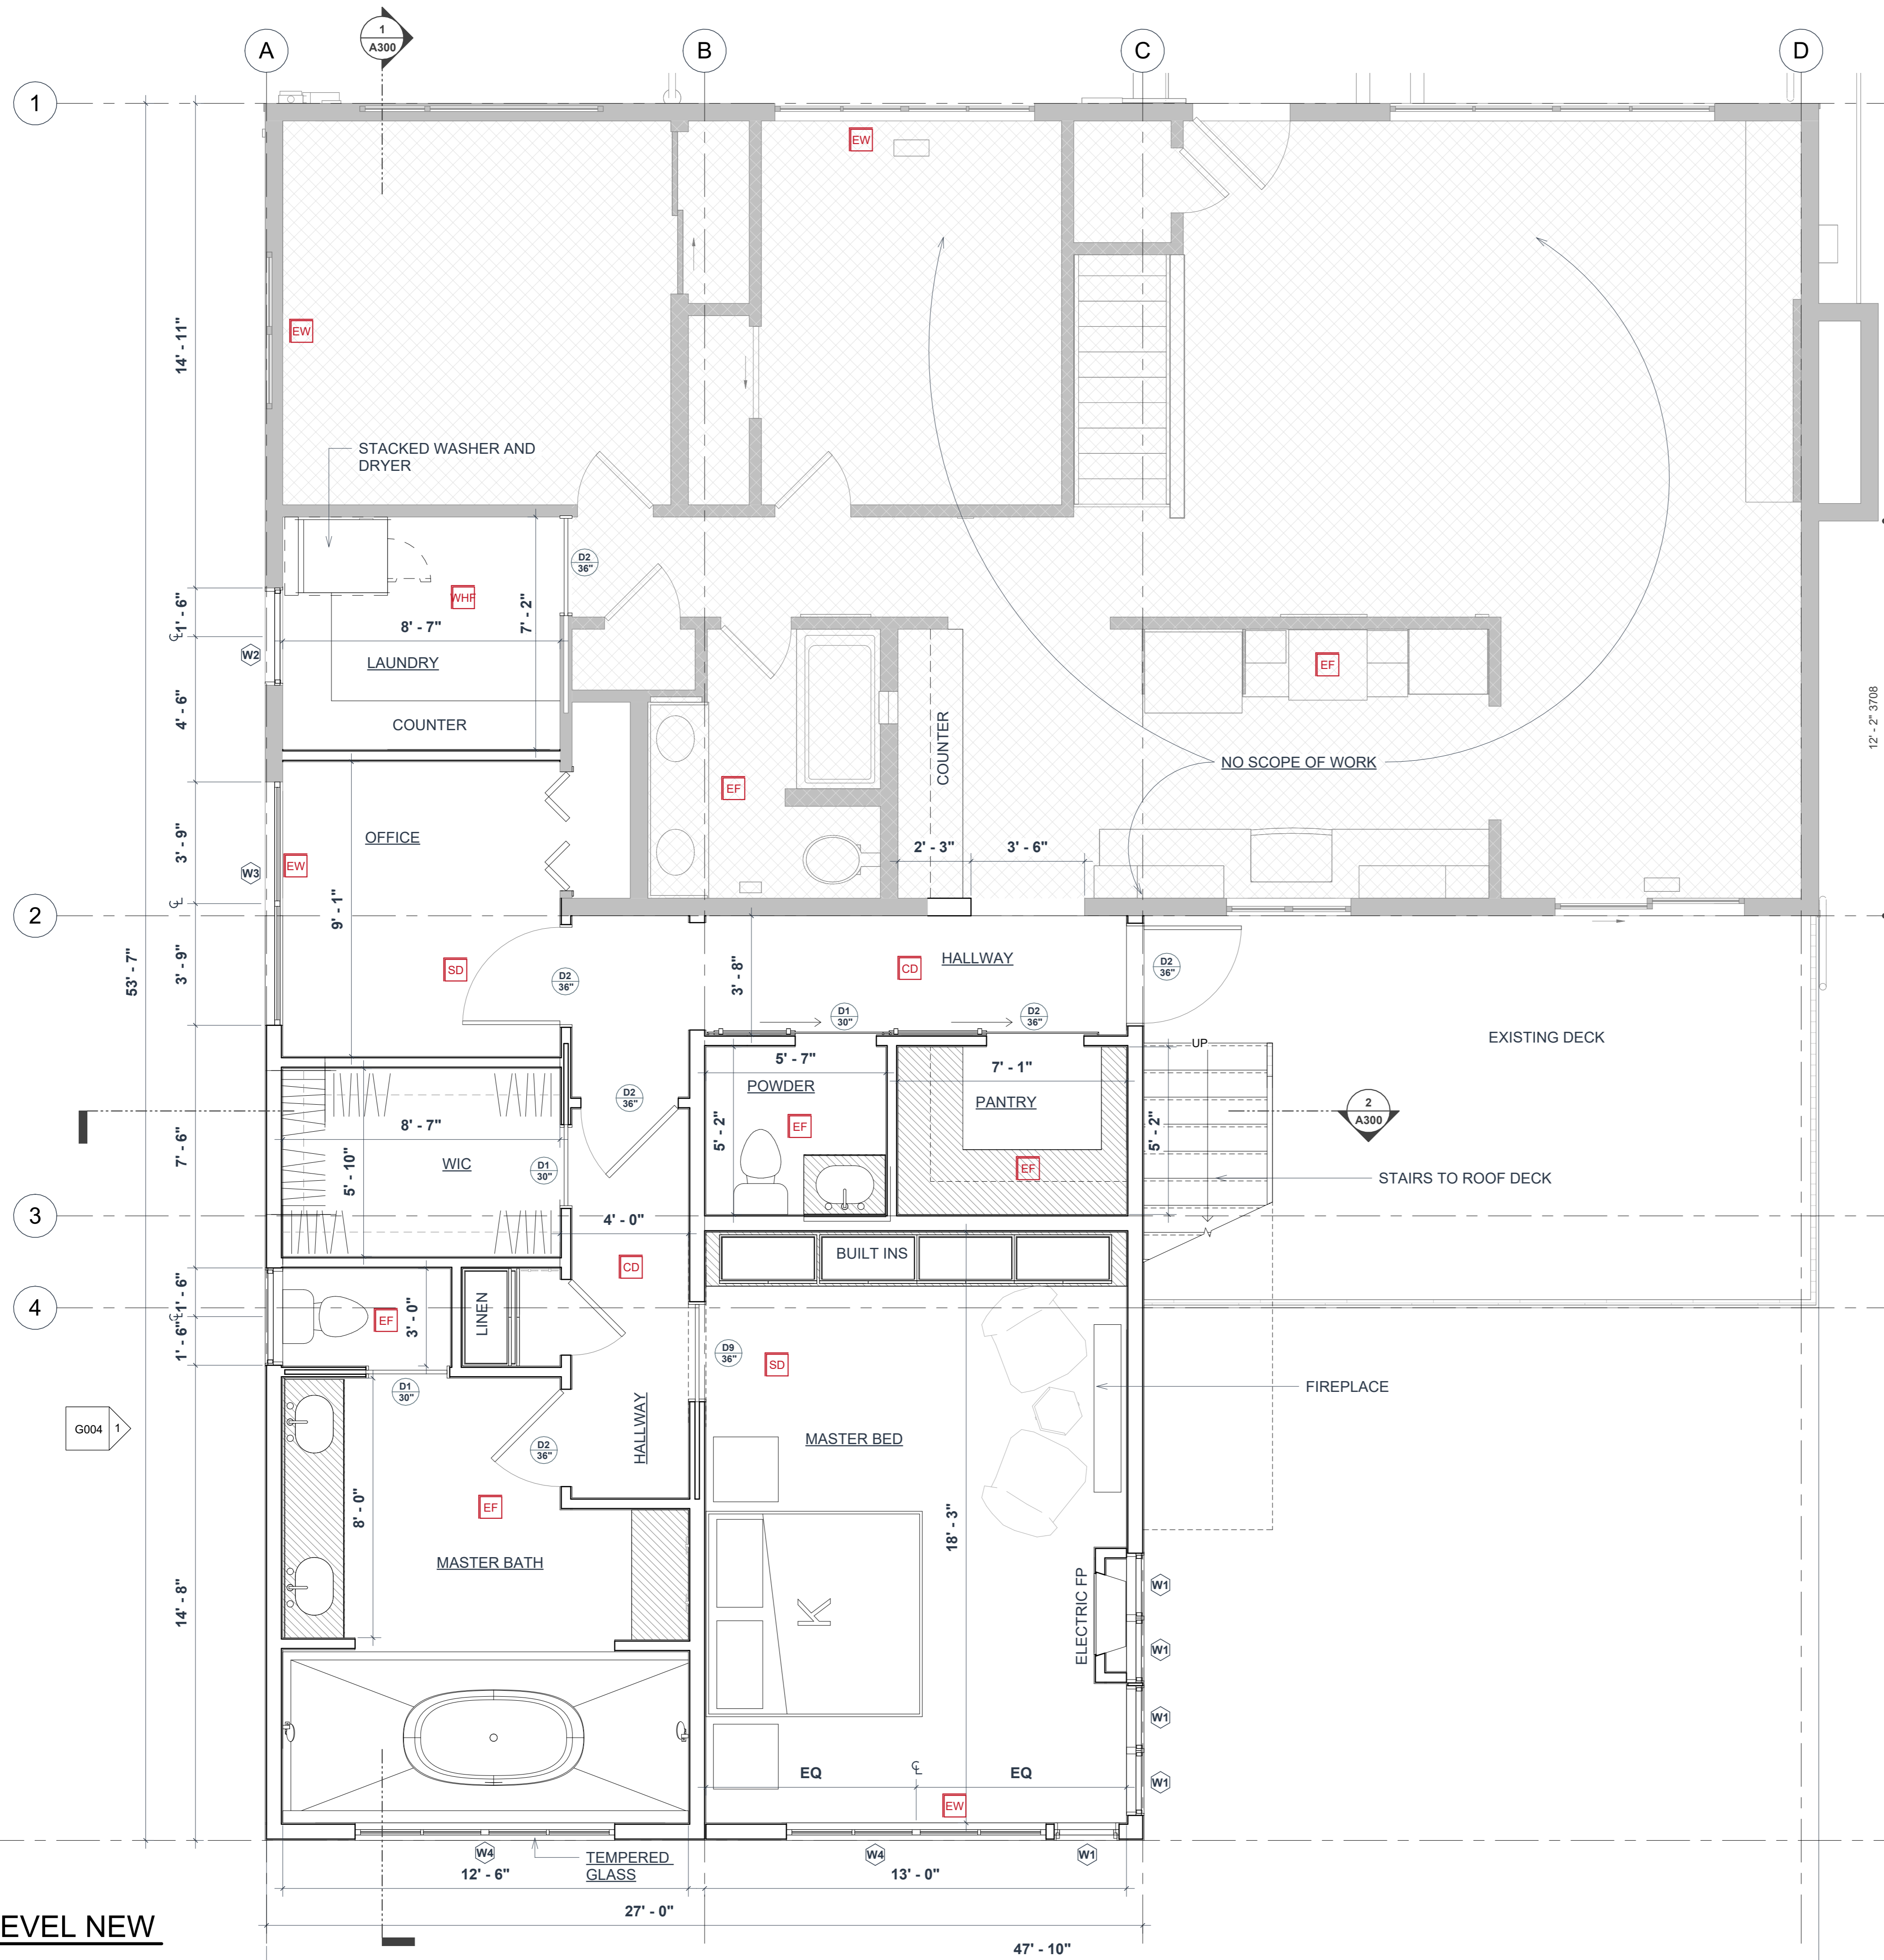 1
A300
A
B
C
D
1
EW
EW
14' - 11"
STACKED WASHER AND
DRYER
D2
36"
WHF
1' - 6"
℄
8' - 7"
7' - 2"
W2
LAUNDRY
EF
4' - 6"
COUNTER
COUNTER
12' - 2" 3708
NO SCOPE OF WORK
EF
OFFICE
3' - 9"
2' - 3"
3' - 6"
EW
W3
℄
9' - 1"
2
53' - 7"
3' - 9"
SD
D2
36"
3' - 8"
CD
HALLWAY
D2
36"
D1
30"
D2
36"
EXISTING DECK
UP
5' - 7"
7' - 1"
POWDER
PANTRY
D2
36"
2
A300
8' - 7"
EF
5' - 2"
5' - 2"
7' - 6"
5' - 10"
WIC
D1
30"
EF
STAIRS TO ROOF DECK
3
4' - 0"
BUILT INS
CD
1' - 6"
4
℄
3' - 0"
LINEN
EF
1' - 6"
D9
36"
SD
D1
30"
FIREPLACE
G004
1
HALLWAY
MASTER BED
D2
36"
8' - 0"
EF
18' - 3"
MASTER BATH
14' - 8"
K
ELECTRIC FP
W1
W1
W1
EQ
℄
EQ
W1
EW
W4
TEMPERED
GLASS
W4
W1
12' - 6"
13' - 0"
27' - 0"
EVEL NEW
47' - 10"